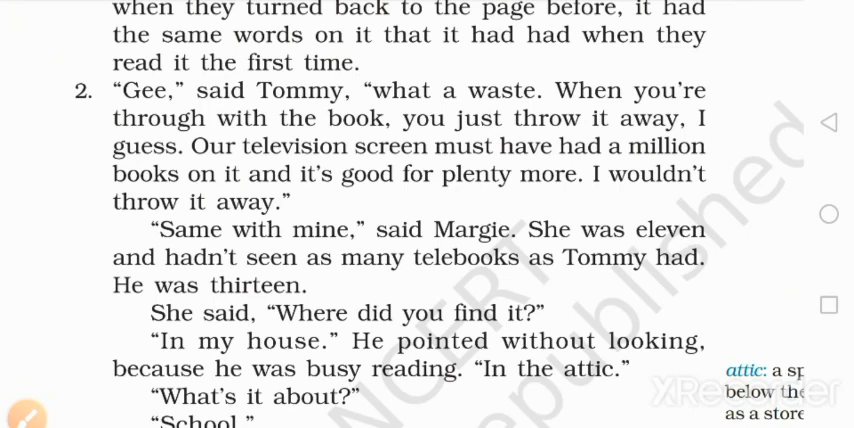 when they turned back to the page before, it had
the same words on it that it had had when they
read it the first time.
2. “Gee,” said Tommy, “what a waste. When you’re
through with the book, you just throw it away, I
guess. Our television screen must have had a million
books on it and it’s good for plenty more. I wouldn’t
throw it away.”
“Same with mine,” said Margie. She was eleven
and hadn’t seen as many telebooks as Tommy had.
He was thirteen.
She said, “Where did you find it?”
“In my house.” He pointed without looking,
because he was busy reading. “In the attic.”
“What’s it about?”
“School.”
attic: a sp
below the
as a store
XRecorder
NCERT
republished